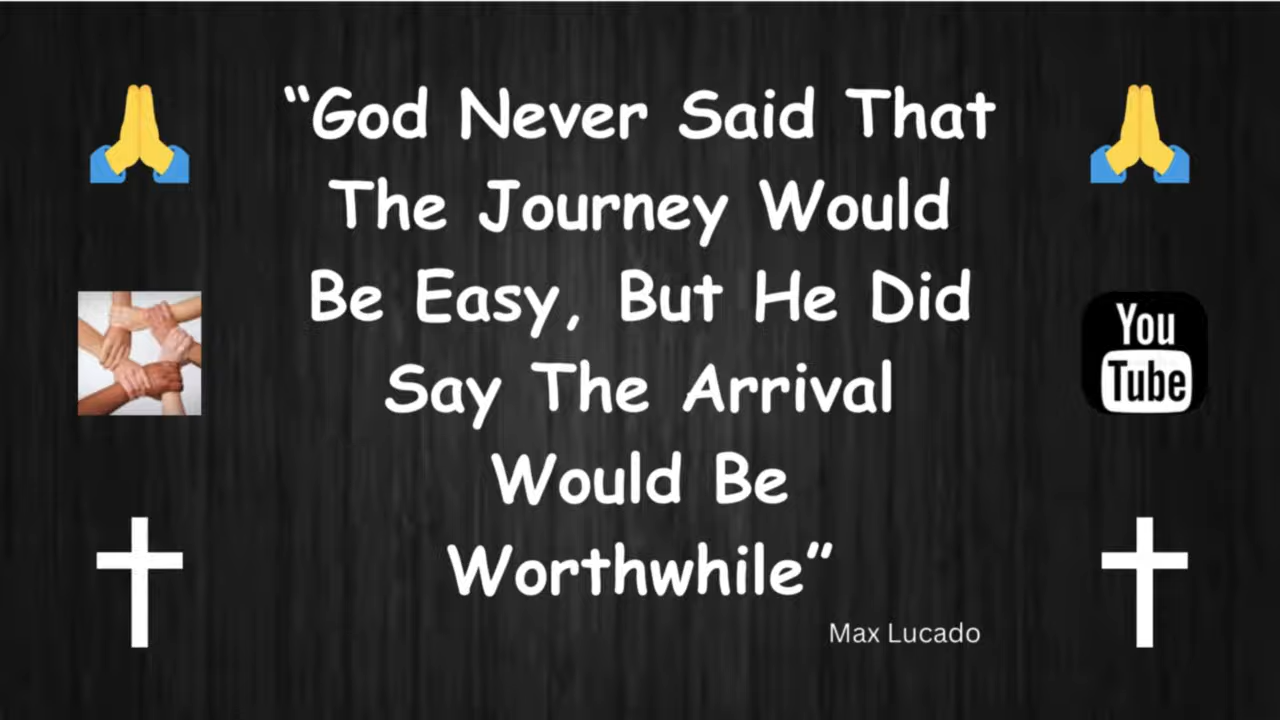 “God Never Said That
The Journey Would
Be Easy, But He Did
Say The Arrival
Would Be
Worthwhile”
Max Lucado
You
Tube